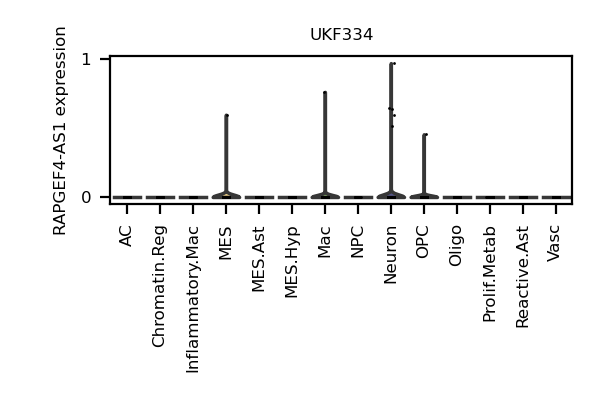 UKF334
RAPGEF4-AS1 expression
1
0
AC
Chromatin.Reg
Inflammatory.Mac
MES
MES.Ast
MES.Hyp
Mac
NPC
Neuron
OPC
Oligo
Prolif.Metab
Reactive.Ast
Vasc